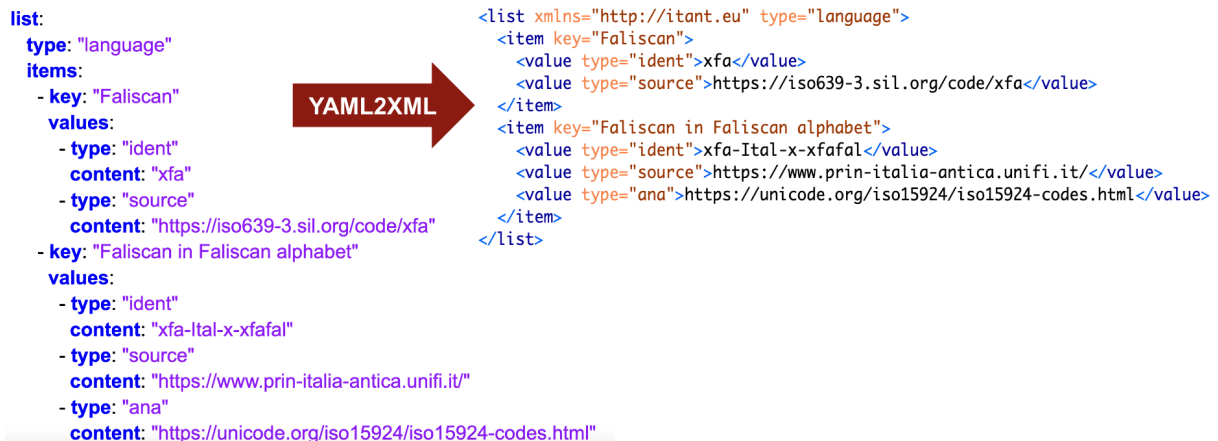 list:
  type: "language"
  items:
    - key: "Faliscan"
      values:
        - type: "ident"
          content: "xfa"
        - type: "source"
          content: "https://iso639-3.sil.org/code/xfa"
    - key: "Faliscan in Faliscan alphabet"
      values:
        - type: "ident"
          content: "xfa-Ital-x-xfafal"
        - type: "source"
          content: "https://www.prin-italia-antica.unifi.it/"
        - type: "ana"
          content: "https://unicode.org/iso15924/iso15924-codes.html"
YAML2XML
<list xmlns="http://itant.eu" type="language">
  <item key="Faliscan">
    <value type="ident">xfa</value>
    <value type="source">https://iso639-3.sil.org/code/xfa</value>
  </item>
  <item key="Faliscan in Faliscan alphabet">
    <value type="ident">xfa-Ital-x-xfafal</value>
    <value type="source">https://www.prin-italia-antica.unifi.it/</value>
    <value type="ana">https://unicode.org/iso15924/iso15924-codes.html</value>
  </item>
</list>